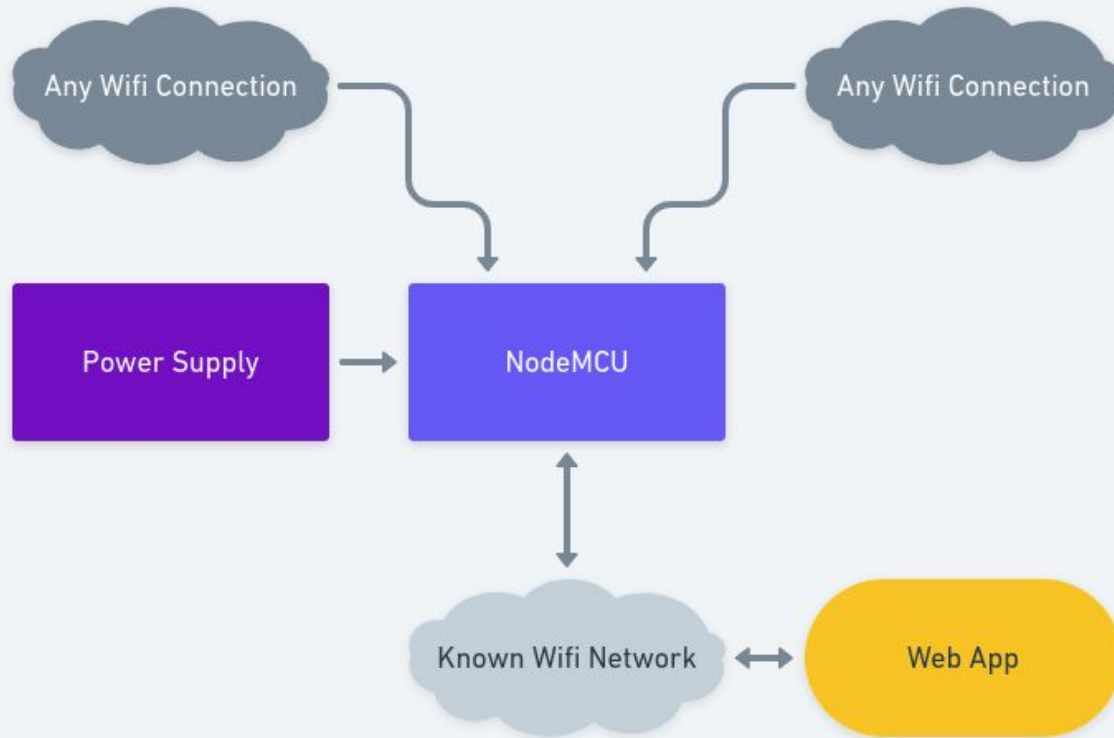 Any Wifi Connection
Any Wifi Connection
Power Supply
NodeMCU
Known Wifi Network
Web App